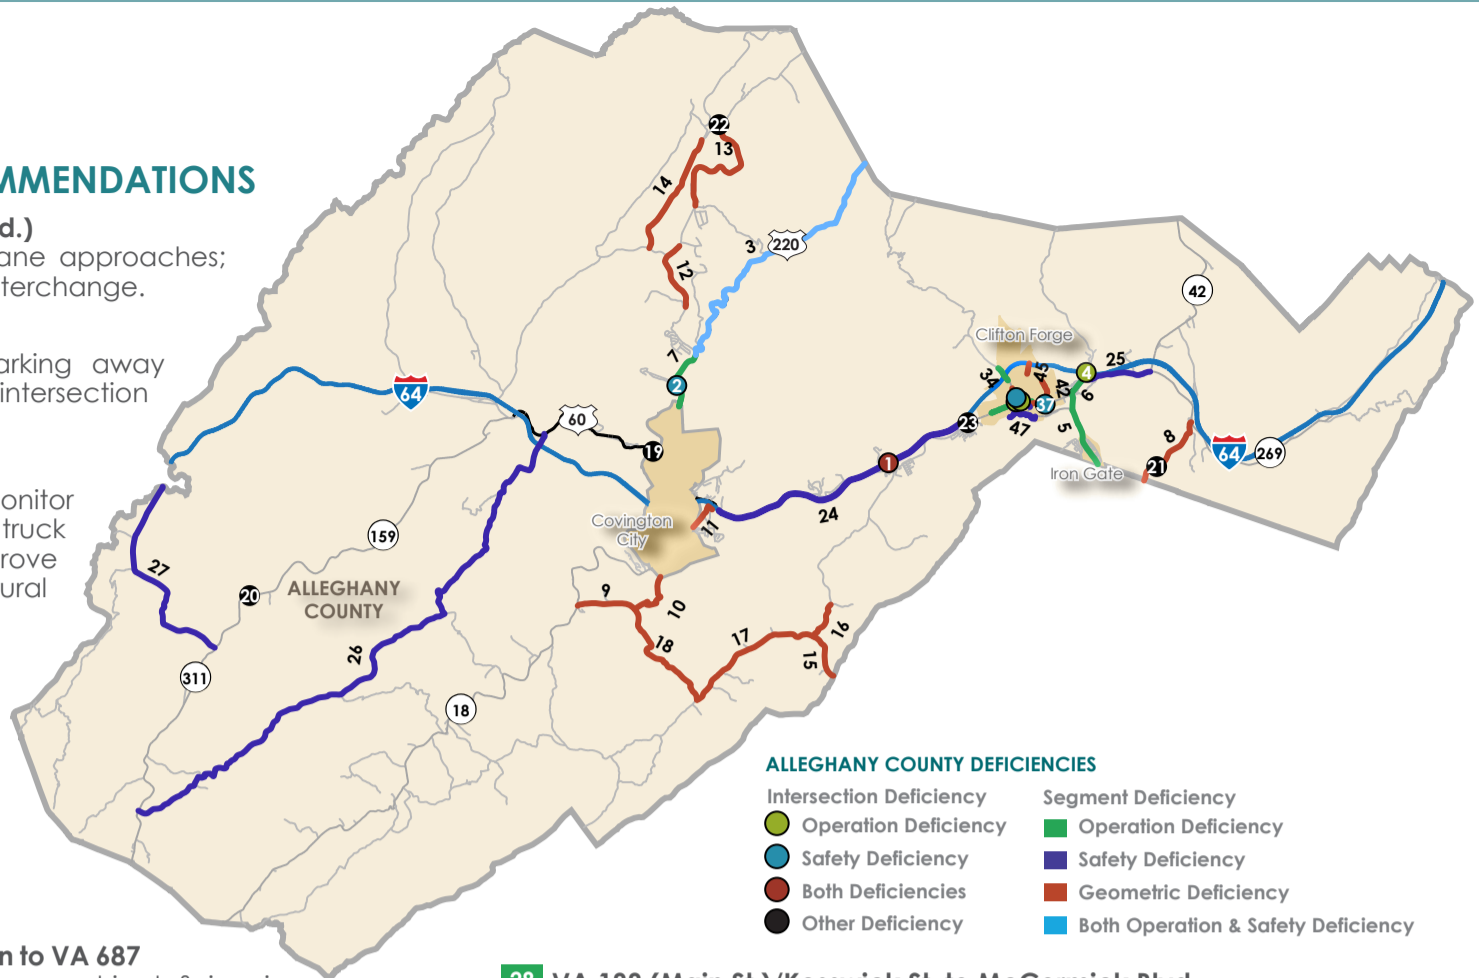 MMENDATIONS
d.)
ane approaches;
terchange.
arking away
intersection
onitor
truck
rove
ural
22
13
14
12
3
220
7
2
64
60
19
42
Clifton Forge
34
45
42
4
25
6
37
47
23
5
Iron Gate
8
21
64
269
1
24
11
Covington
City
159
27
20
ALLEGHANY
COUNTY
9
10
18
17
16
15
26
311
18
ALLEGHANY COUNTY DEFICIENCIES
Intersection Deficiency
Operation Deficiency
Safety Deficiency
Both Deficiencies
Other Deficiency
Segment Deficiency
Operation Deficiency
Safety Deficiency
Geometric Deficiency
Both Operation & Safety Deficiency
n to VA 687